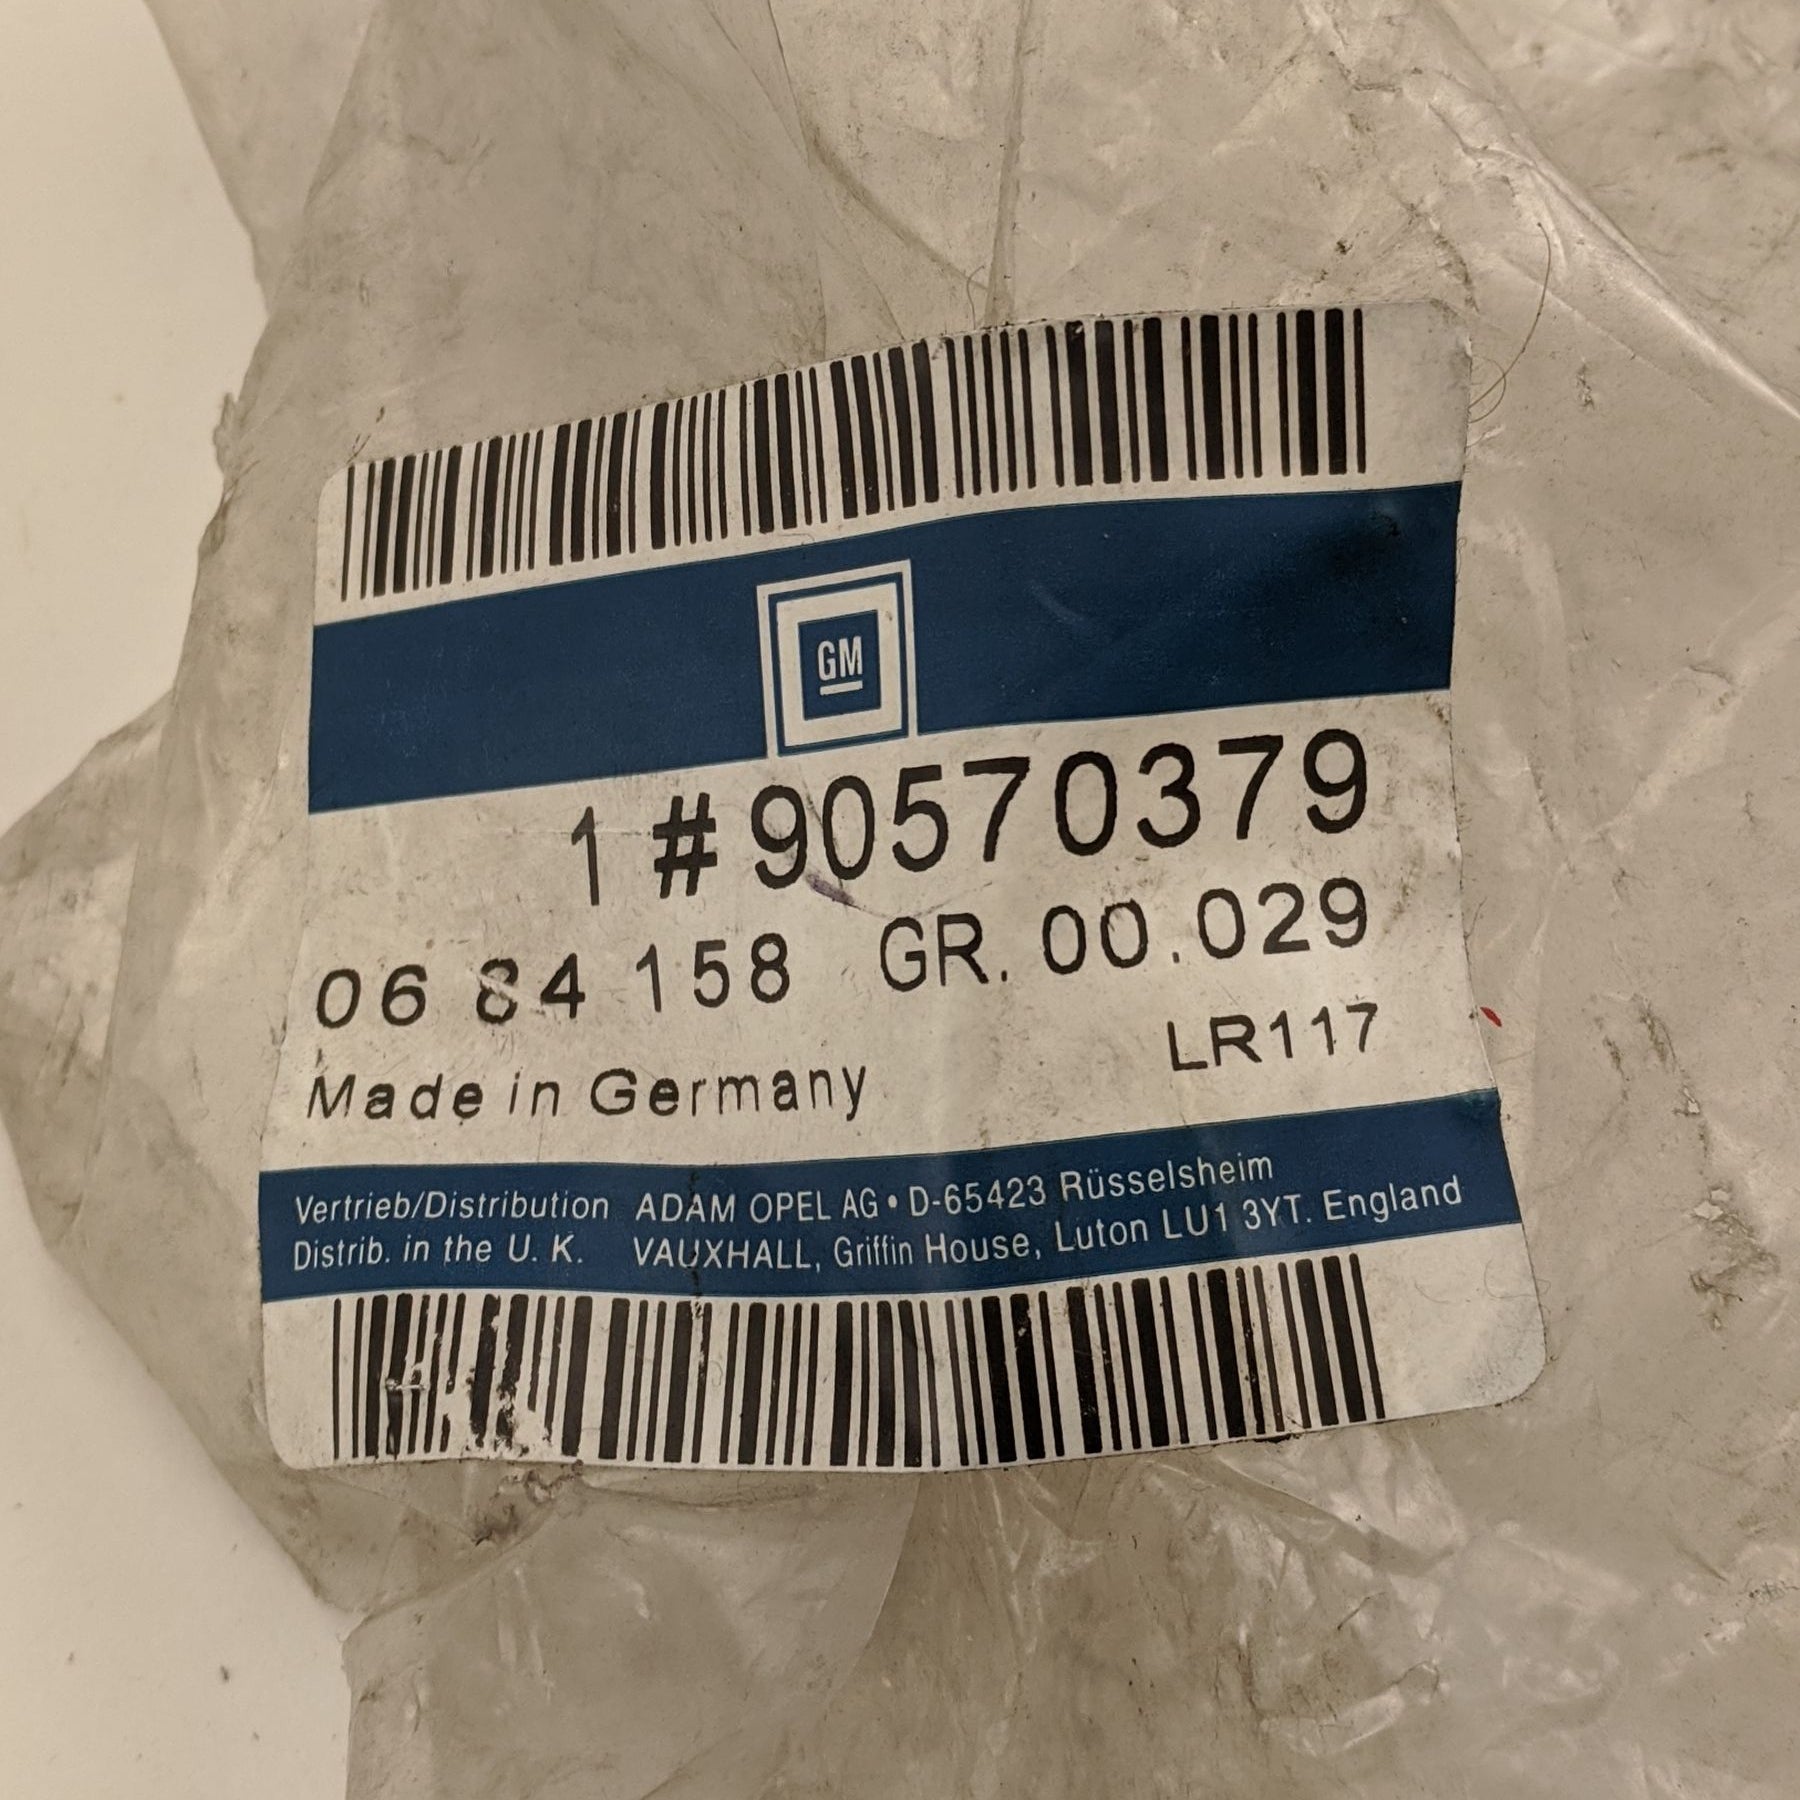 GM
1 # 90570379
06 84 158 GR. 00.029
LR117
Made in Germany
Vertrieb/Distribution ADAM OPEL AG • D-65423 Rüsselsheim
Distrib. in the U. K. VAUXHALL, Griffin House, Luton LU1 3YT. England